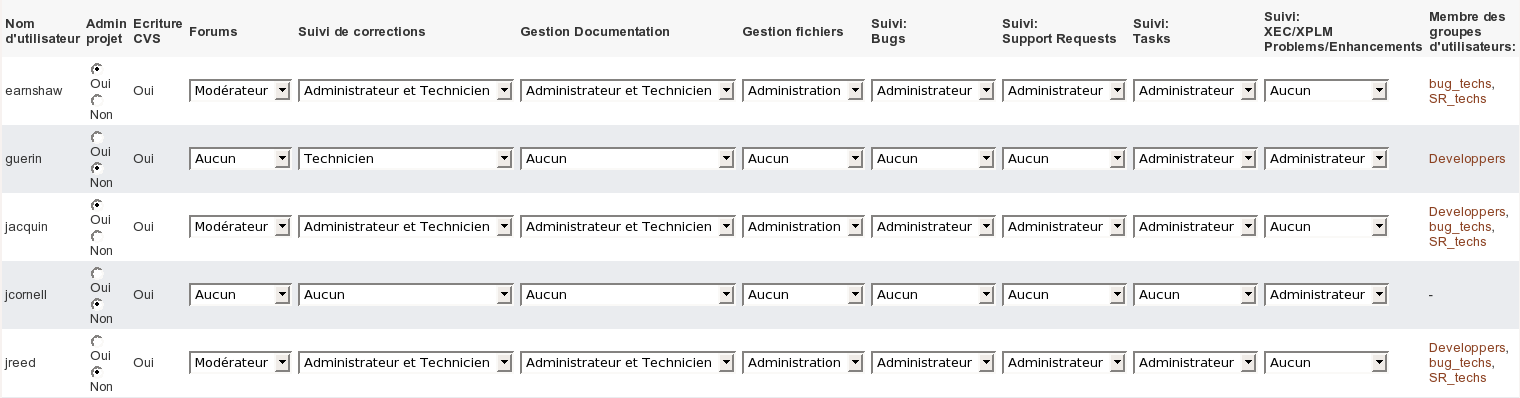 Nom d'utilisateur Admin projet Ecriture CVS Forums Suivi de corrections Gestion Documentation Gestion fichiers Suivi: Bugs Suivi: Support Requests Suivi: Tasks Suivi: XEC/XPLM Problems/Enhancements Membre des groupes d'utilisateurs:
earnshaw Oui Non Oui Modérateur Administrateur et Technicien Administrateur et Technicien Administration Administrateur Administrateur Administrateur Aucun bug_techs, SR_techs
guerin Oui Non Oui Aucun Technicien Aucun Aucun Aucun Aucun Administrateur Administrateur Developpers
jacquin Oui Non Oui Modérateur Administrateur et Technicien Administrateur et Technicien Administration Administrateur Administrateur Administrateur Aucun Developpers, bug_techs, SR_techs
jcornell Oui Non Oui Aucun Aucun Aucun Aucun Aucun Aucun Aucun Administrateur -
jreed Oui Non Oui Modérateur Administrateur et Technicien Administrateur et Technicien Administration Administrateur Administrateur Administrateur Aucun Developpers, bug_techs, SR_techs